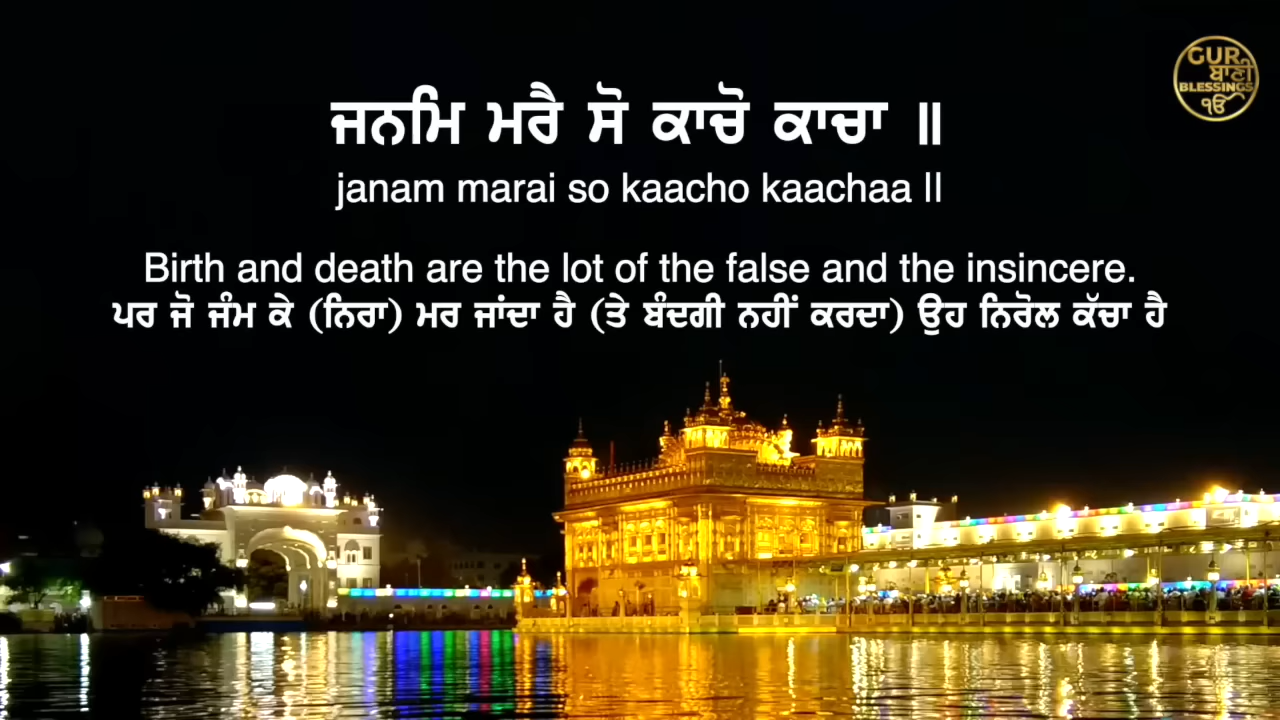 GUR
ਬਾਣੀ
BLESSINGS
ੴ
ਜਨਮਿ ਮਰੈ ਸੋ ਕਾਚੋ ਕਾਚਾ ॥
janam marai so kaacho kaachaa ||
Birth and death are the lot of the false and the insincere.
ਪਰ ਜੋ ਜੰਮ ਕੇ (ਨਿਰਾ) ਮਰ ਜਾਂਦਾ ਹੈ (ਤੇ ਬੰਦਗੀ ਨਹੀਂ ਕਰਦਾ) ਉਹ ਨਿਰੋਲ ਕੱਚਾ ਹੈ